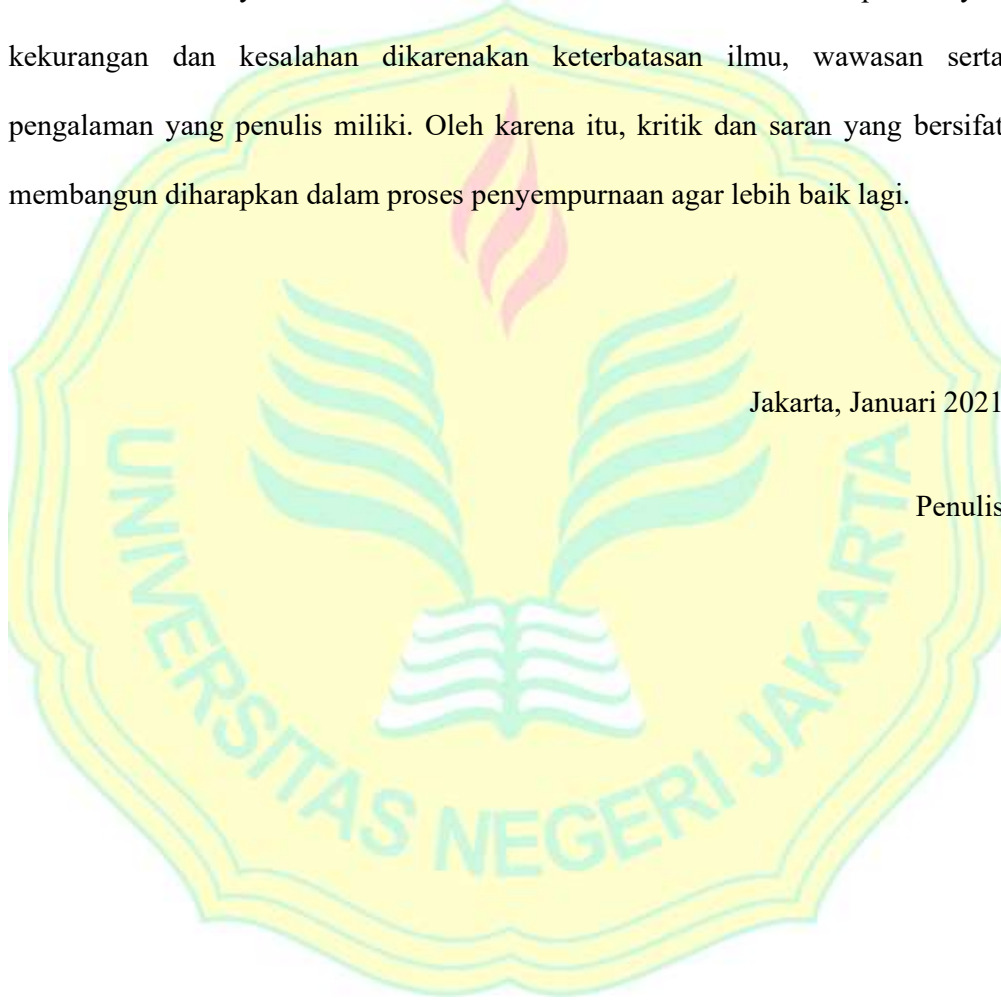 kekurangan dan kesalahan dikarenakan keterbatasan ilmu, wawasan serta
pengalaman yang penulis miliki. Oleh karena itu, kritik dan saran yang bersifat
membangun diharapkan dalam proses penyempurnaan agar lebih baik lagi.
Jakarta, Januari 2021
Penulis
UNIVERSITAS NEGERI JAKARTA